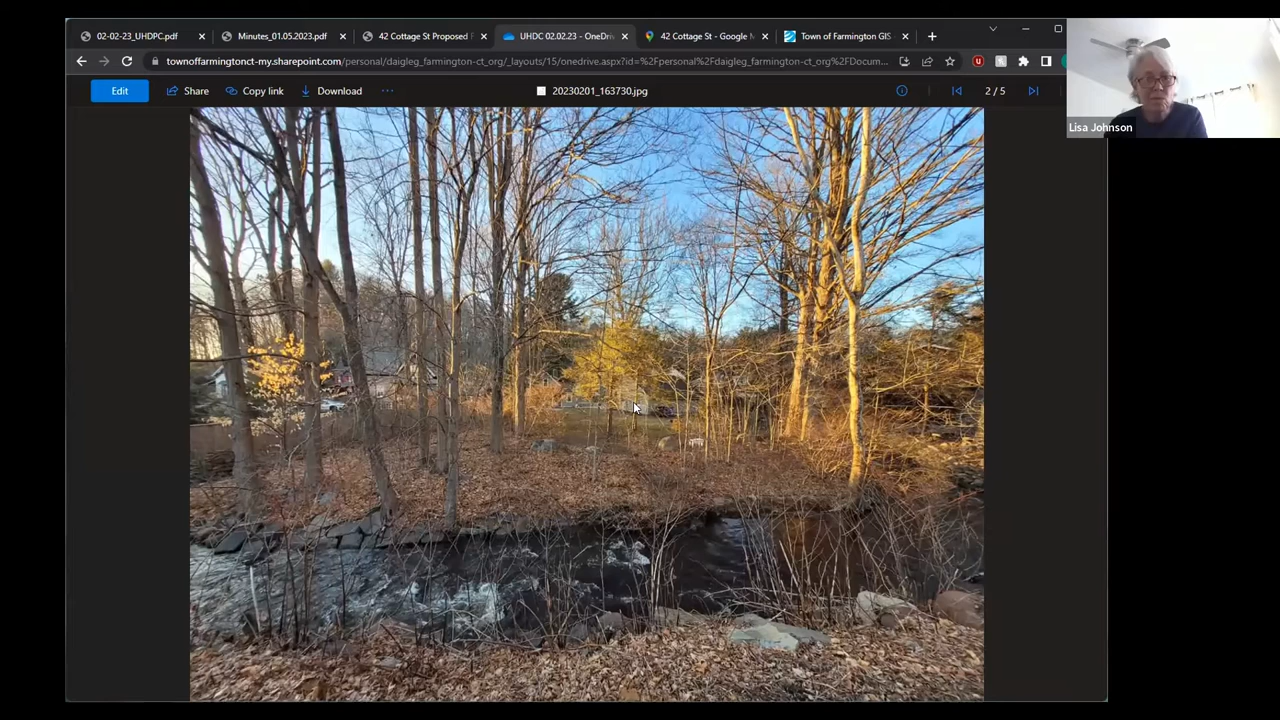 02-02-23_UHDPC.pdf
Minutes_01.05.2023.pdf
42 Cottage St Proposed F
UHDC 02.02.23 - OneDriv
42 Cottage St - Google M
Town of Farmington GIS
townoffarmingtonct-my.sharepoint.com/personal/daigleg_farmington-ct_org/_layouts/15/onedrive.aspx?id=%2Fpersonal%2Fdaigleg_farmington-ct_org%2FDocum...
Edit
Share
Copy link
Download
20230201_163730.jpg
2 / 5
Lisa Johnson